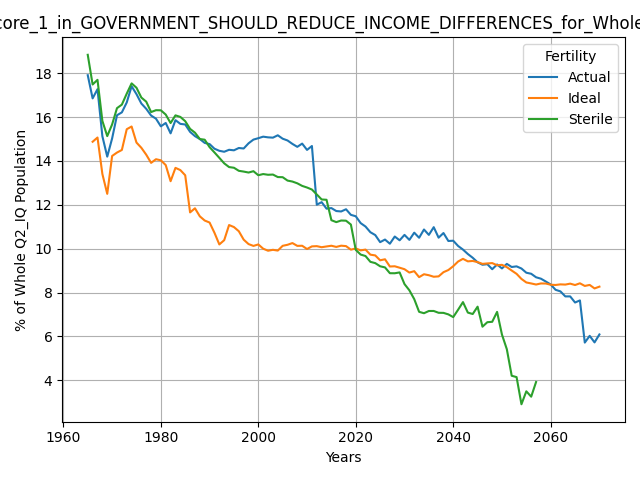 core_1_in_GOVERNMENT_SHOULD_REDUCE_INCOME_DIFFERENCES_for_Whole
Fertility
Actual
Ideal
Sterile
% of Whole Q2_IQ Population
18
16
14
12
10
8
6
4
1960
1980
2000
2020
2040
2060
Years